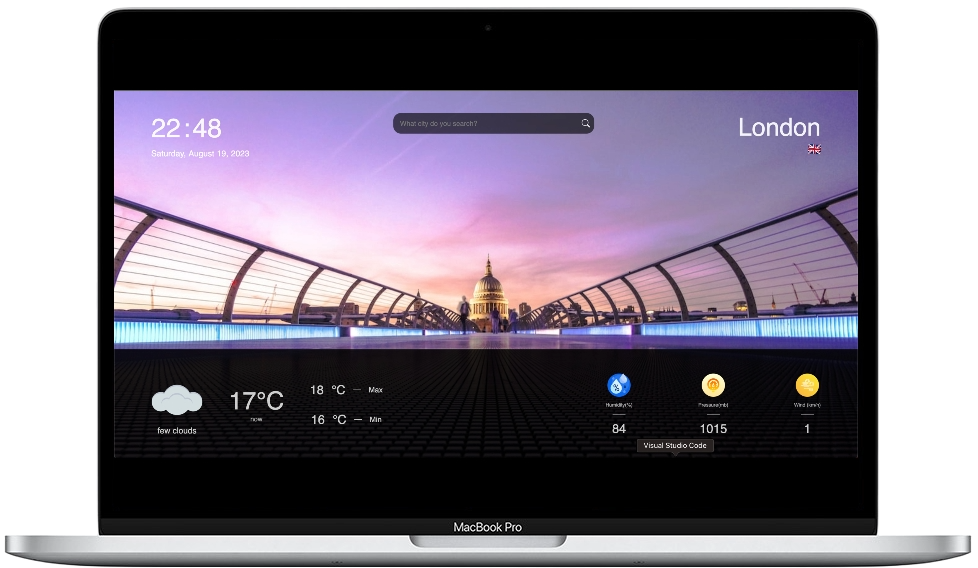 22:48
Saturday, August 19, 2023
What city do you search?
London
few clouds
17°C
now
18 °C — Max
16 °C — Min
Humidity(%)
84
Pressure(mb)
1015
Wind (km/h)
1
Visual Studio Code
MacBook Pro